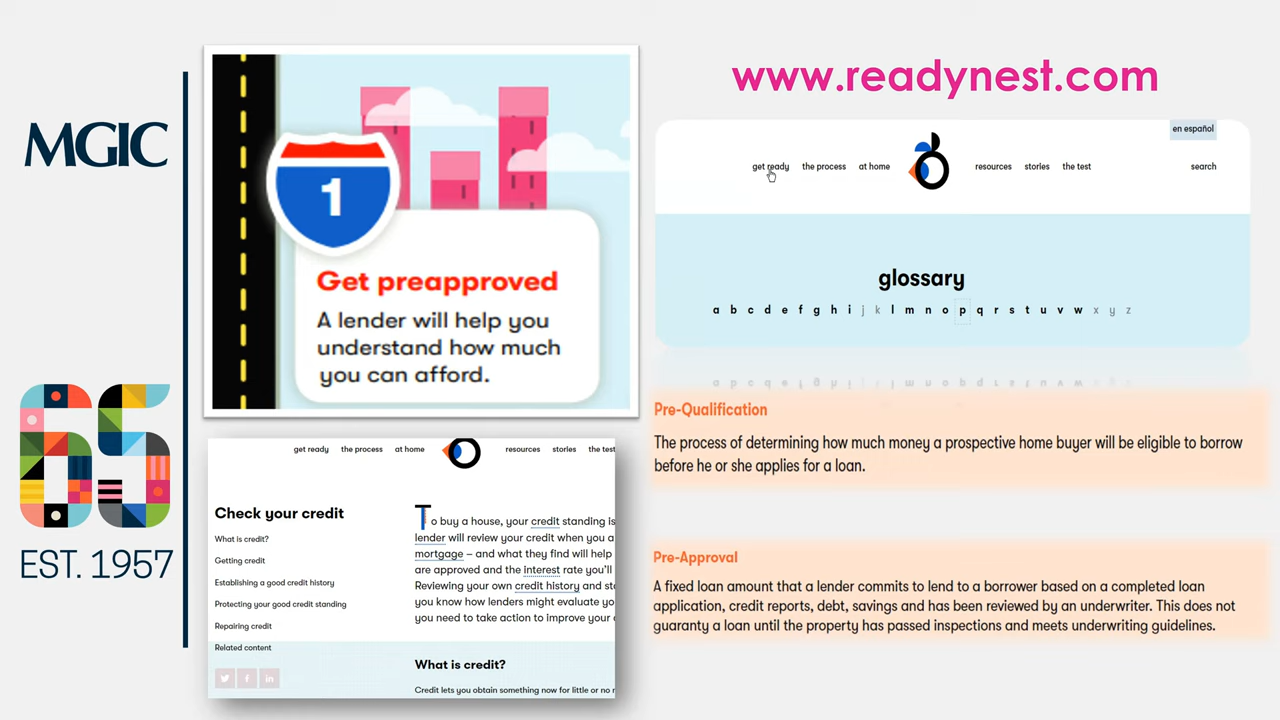 MGIC
65
EST. 1957
1
Get preapproved
A lender will help you
understand how much
you can afford.
www.readynest.com
en español
get ready the process at home resources stories the test search
glossary
a b c d e f g h i j k l m n o p q r s t u v w x y z
Pre-Qualification
The process of determining how much money a prospective home buyer will be eligible to borrow
before he or she applies for a loan.
Pre-Approval
A fixed loan amount that a lender commits to lend to a borrower based on a completed loan
application, credit reports, debt, savings and has been reviewed by an underwriter. This does not
guaranty a loan until the property has passed inspections and meets underwriting guidelines.
get ready the process at home resources stories the test
Check your credit
What is credit?
Getting credit
Establishing a good credit history
Protecting your good credit standing
Repairing credit
Related content
To buy a house, your credit standing is
lender will review your credit when you a
mortgage – and what they find will help
are approved and the interest rate you'll
Reviewing your own credit history and
you know how lenders might evaluate
you need to take action to improve your
What is credit?
Credit lets you obtain something now for little or no